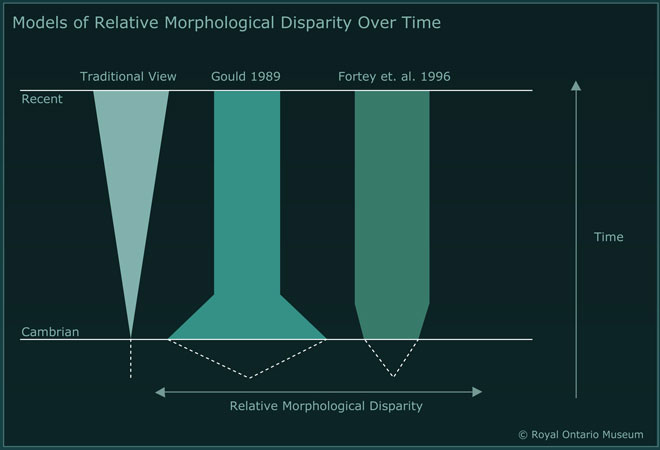 Models of Relative Morphological Disparity Over Time
Traditional View
Gould 1989
Fortey et. al. 1996
Recent
Time
Cambrian
Relative Morphological Disparity
© Royal Ontario Museum